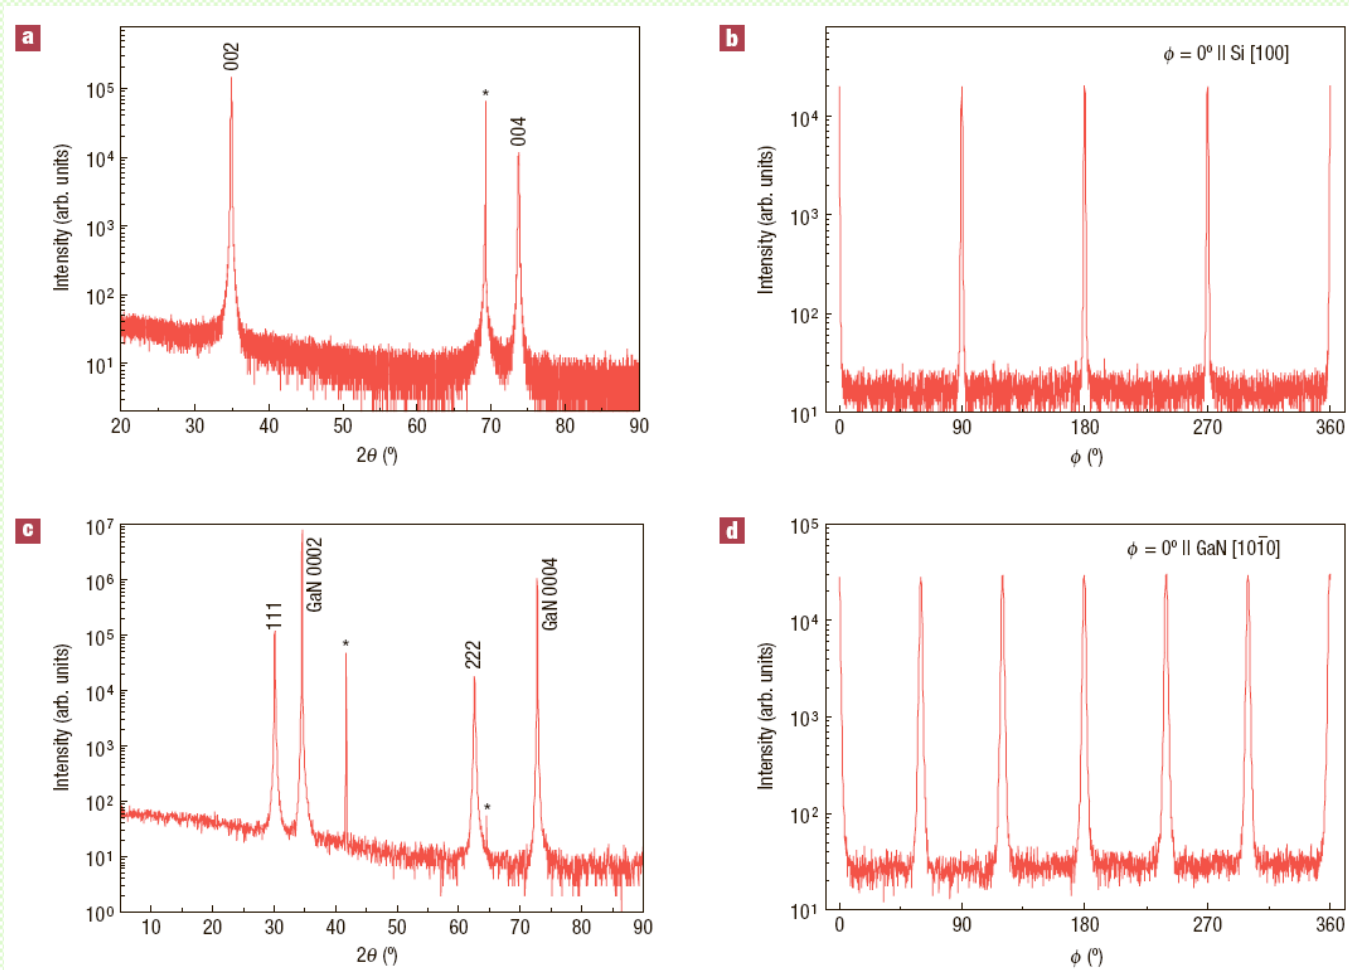 a
Intensity (arb. units)
10⁵
10⁴
10³
10²
10¹
002
*
004
20 30 40 50 60 70 80 90
2θ (º)
b
Intensity (arb. units)
ϕ = 0º || Si [100]
10⁴
10³
10²
10¹
0 90 180 270 360
ϕ (º)
c
Intensity (arb. units)
10⁷
10⁶
10⁵
10⁴
10³
10²
10¹
10⁰
111
GaN 0002
*
222
*
GaN 0004
10 20 30 40 50 60 70 80 90
2θ (º)
d
Intensity (arb. units)
ϕ = 0º || GaN [101̄0]
10⁵
10⁴
10³
10²
10¹
0 90 180 270 360
ϕ (º)